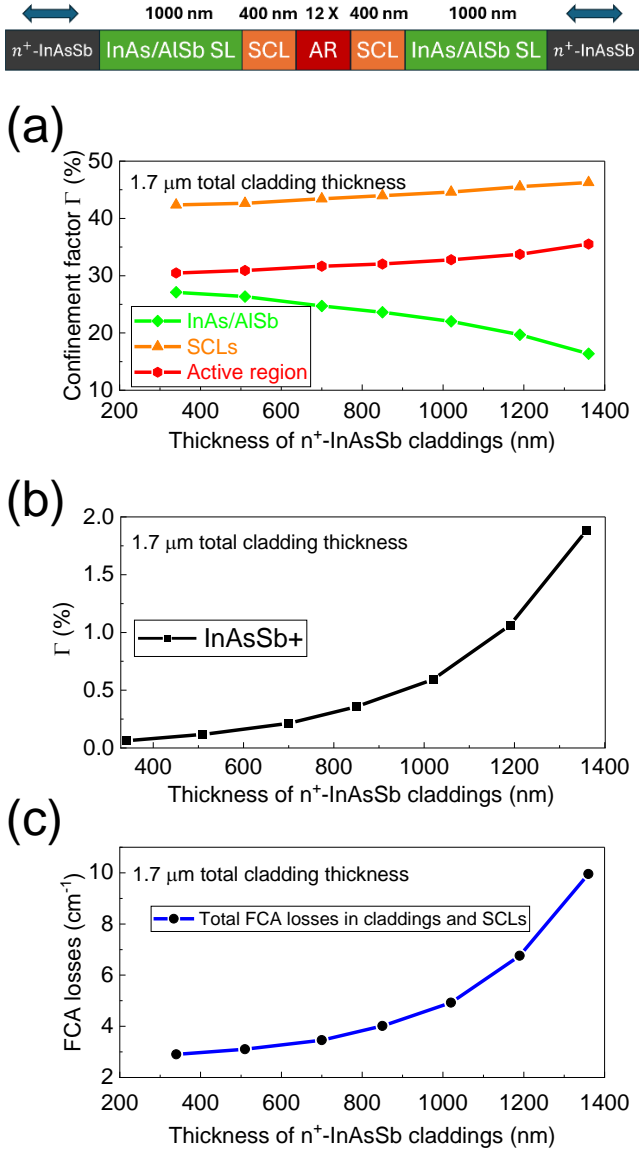 1000 nm 400 nm 12 X 400 nm 1000 nm
n⁺-InAsSb InAs/AlSb SL SCL AR SCL InAs/AlSb SL n⁺-InAsSb
(a)
50
40
30
20
10
Confinement factor Γ (%)
1.7 μm total cladding thickness
InAs/AlSb
SCLs
Active region
200 400 600 800 1000 1200 1400
Thickness of n⁺-InAsSb claddings (nm)
(b)
2.0
1.5
1.0
0.5
0.0
Γ (%)
1.7 μm total cladding thickness
InAsSb+
400 600 800 1000 1200 1400
Thickness of n⁺-InAsSb claddings (nm)
(c)
10
8
6
4
2
FCA losses (cm⁻¹)
1.7 μm total cladding thickness
Total FCA losses in claddings and SCLs
200 400 600 800 1000 1200 1400
Thickness of n⁺-InAsSb claddings (nm)